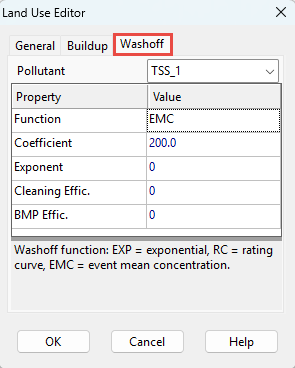 Land Use Editor
General Buildup Washoff
Pollutant TSS_1
Property Value
Function EMC
Coefficient 200.0
Exponent 0
Cleaning Effic. 0
BMP Effic. 0
Washoff function: EXP = exponential, RC = rating
curve, EMC = event mean concentration.
OK Cancel Help